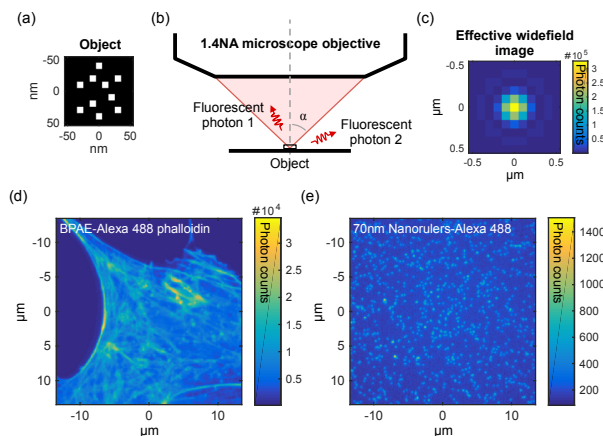 (a)
Object
-50
0
50
nm
-50
0
50
nm
(b)
1.4NA microscope objective
Fluorescent
photon 1
α
Fluorescent
photon 2
Object
(c)
Effective widefield
image
#10^5
-0.5
0
0.5
-0.5
0
0.5
μm
μm
3
2.5
2
1.5
1
0.5
Photon counts
(d)
BPAE-Alexa 488 phalloidin
-10
-5
0
5
10
μm
-10
0
10
μm
#10^4
3
2.5
2
1.5
1
0.5
Photon counts
(e)
70nm Nanorulers-Alexa 488
-10
-5
0
5
10
μm
-10
0
10
μm
1400
1200
1000
800
600
400
200
Photon counts